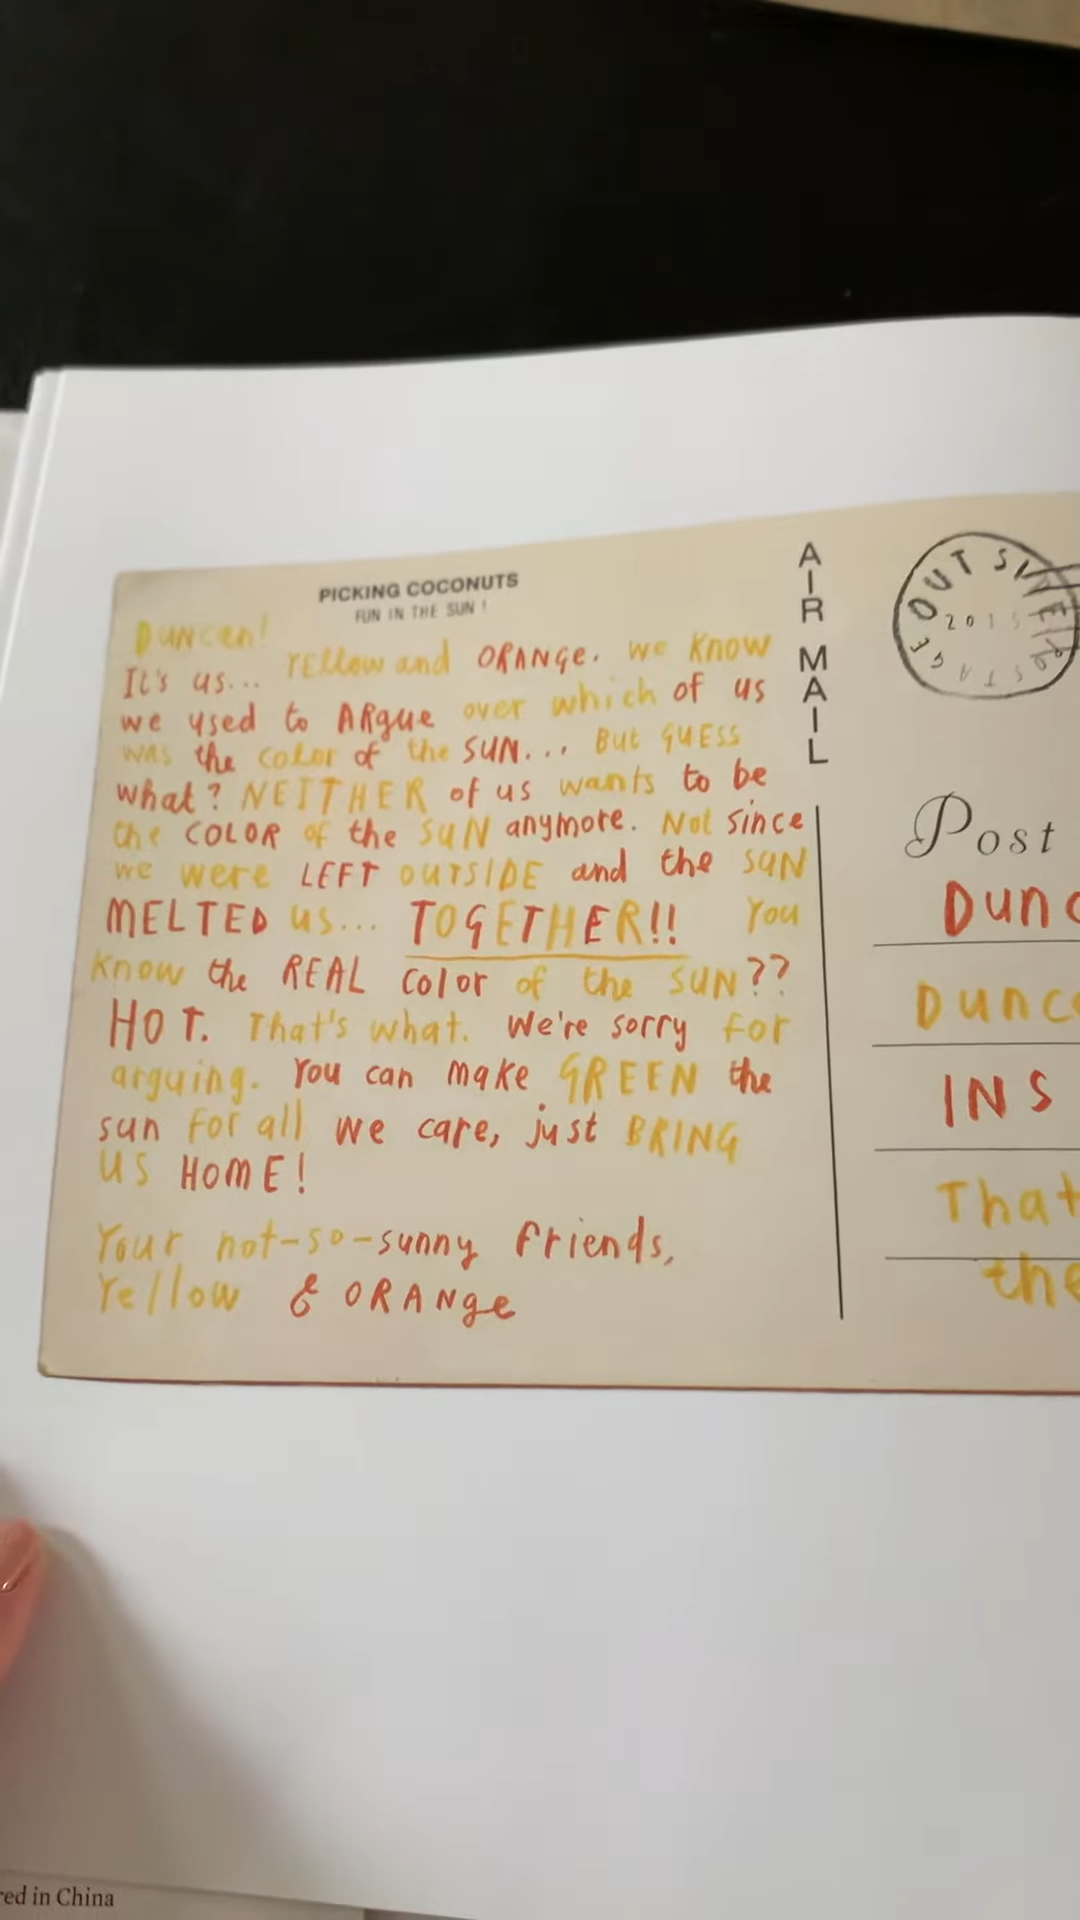 PICKING COCONUTS
FUN IN THE SUN!
Duncan!
It's us... Yellow and ORANGE. We know
we used to ARgue over which of us
was the color of the SUN... But GUESS
what? NEITHER of us wants to be
the COLOR of the SUN anymore. Not since
we were LEFT OUTSIDE and the sun
MELTED us... TOGETHER!! You
know the REAL color of the SUN??
HOT. That's what. We're sorry for
arguing. You can make GREEN the
sun for all we care, just BRING
US HOME!
Your not-so-sunny friends,
Yellow & ORANge
AIR MAIL
OUTSIDE
2015
POSTAGE
Post
Dunc
Dunc
INS
That
the
red in China